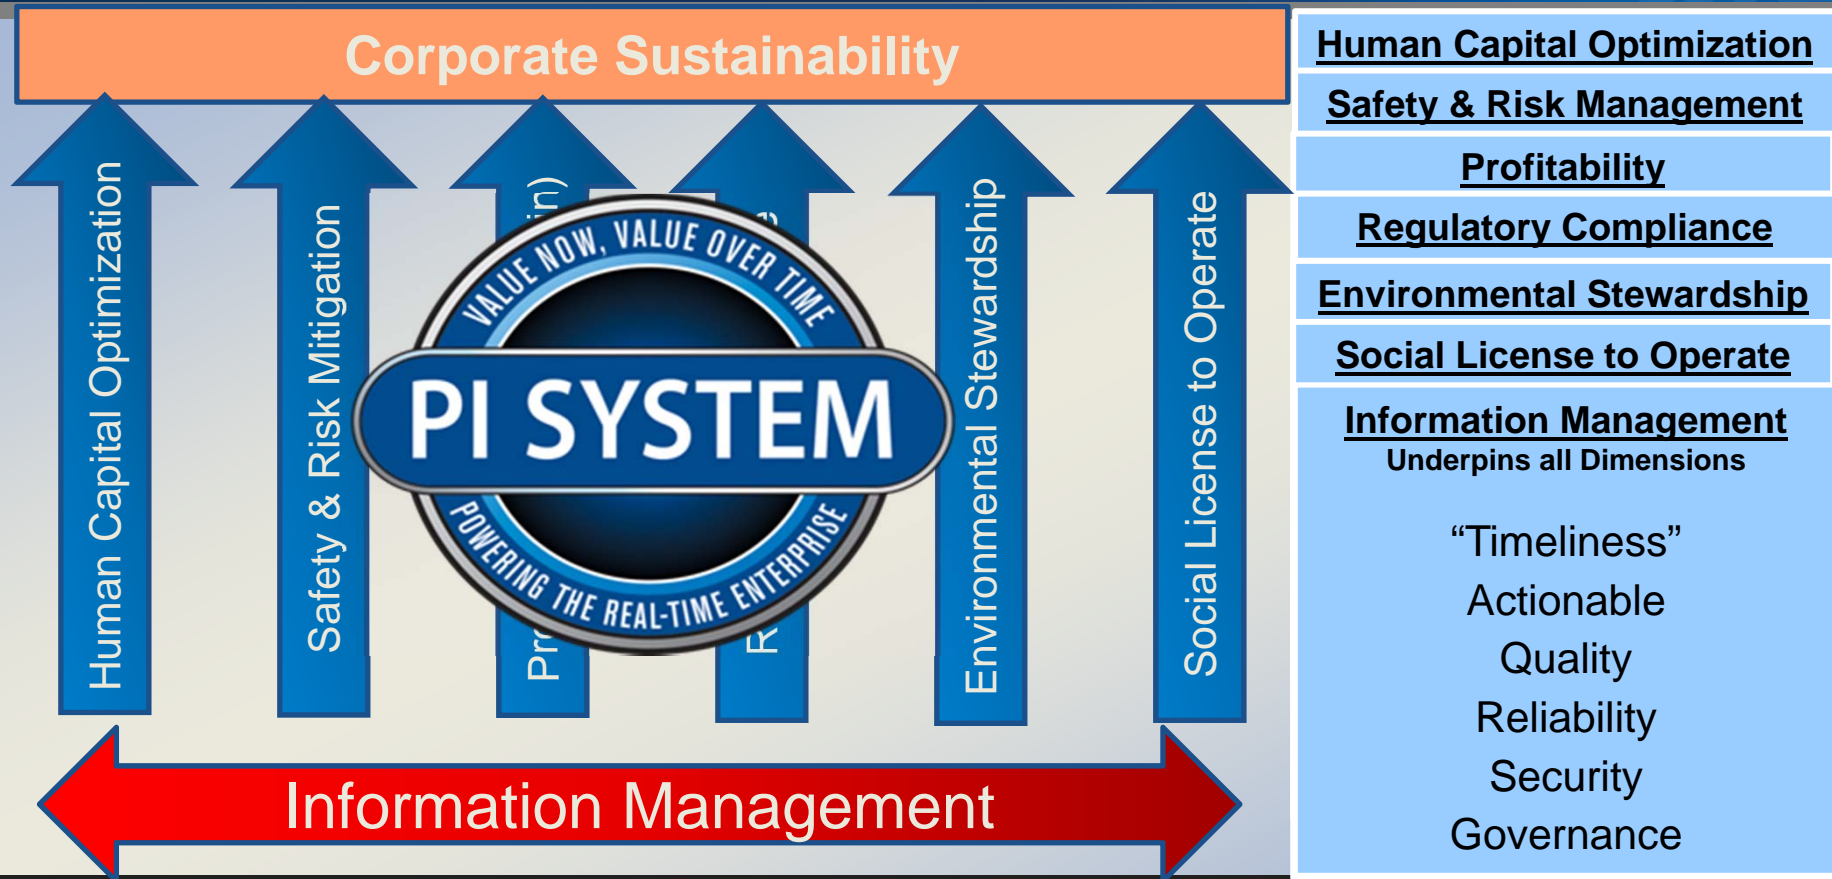 Corporate Sustainability
Human Capital Optimization
Safety & Risk Mitigation
Environmental Stewardship
Social License to Operate
VALUE NOW, VALUE OVER TIME
PI SYSTEM
POWERING THE REAL-TIME ENTERPRISE
Information Management
Human Capital Optimization
Safety & Risk Management
Profitability
Regulatory Compliance
Environmental Stewardship
Social License to Operate
Information Management
Underpins all Dimensions
“Timeliness”
Actionable
Quality
Reliability
Security
Governance